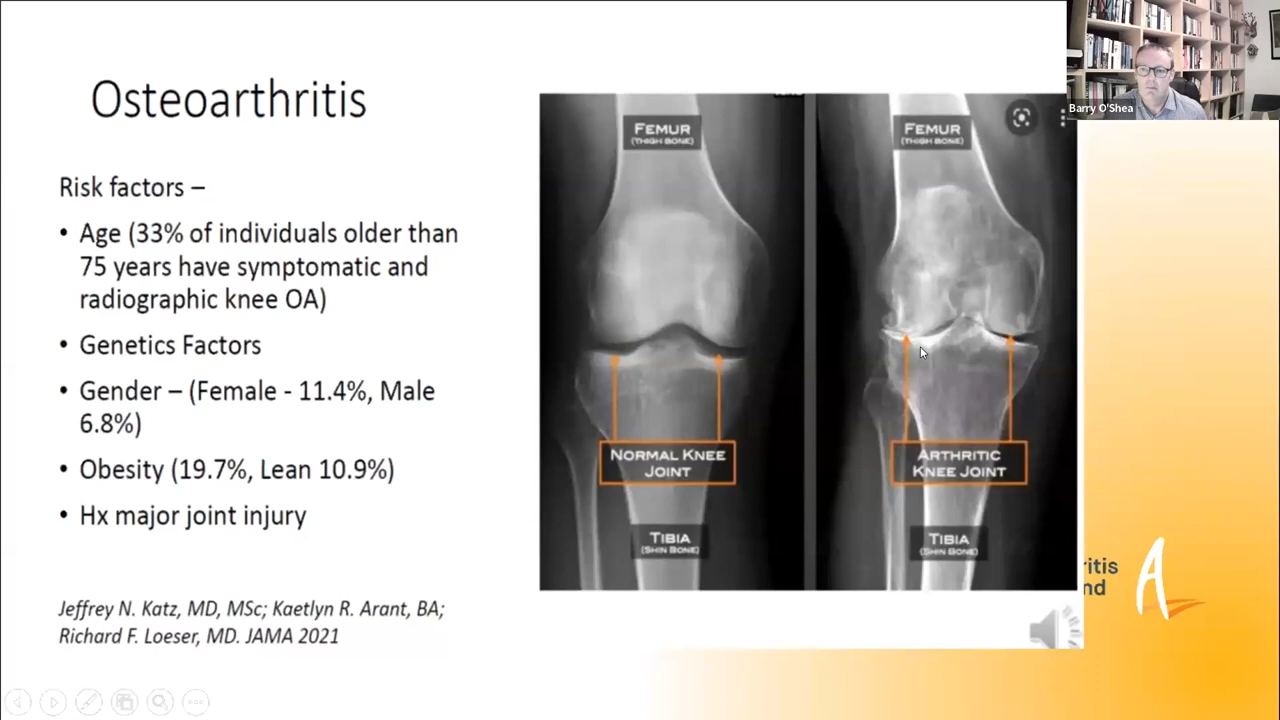 Osteoarthritis
Risk factors –
• Age (33% of individuals older than
75 years have symptomatic and
radiographic knee OA)
• Genetics Factors
• Gender – (Female - 11.4%, Male
6.8%)
• Obesity (19.7%, Lean 10.9%)
• Hx major joint injury
Jeffrey N. Katz, MD, MSc; Kaetlyn R. Arant, BA;
Richard F. Loeser, MD. JAMA 2021
FEMUR
(THIGH BONE)
NORMAL KNEE
JOINT
TIBIA
(SHIN BONE)
FEMUR
(THIGH BONE)
ARTHRITIC
KNEE JOINT
TIBIA
(SHIN BONE)
Barry O'Shea
ritis
nd